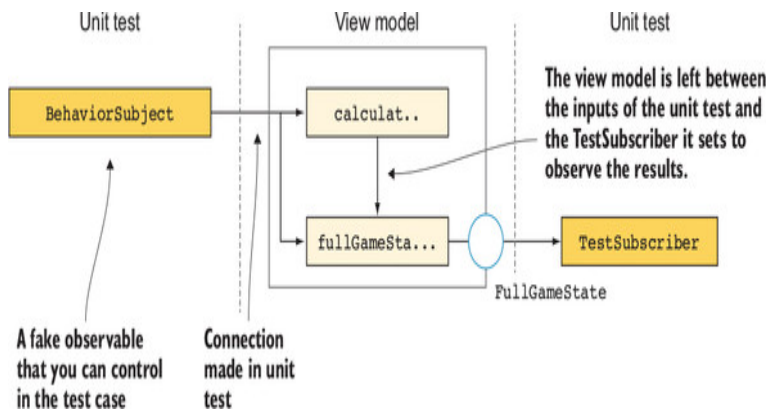 Unit test
View model
Unit test
BehaviorSubject
calculat..
The view model is left between
the inputs of the unit test and
the TestSubscriber it sets to
observe the results.
fullGameSta...
TestSubscriber
FullGameState
A fake observable
that you can control
in the test case
Connection
made in unit
test